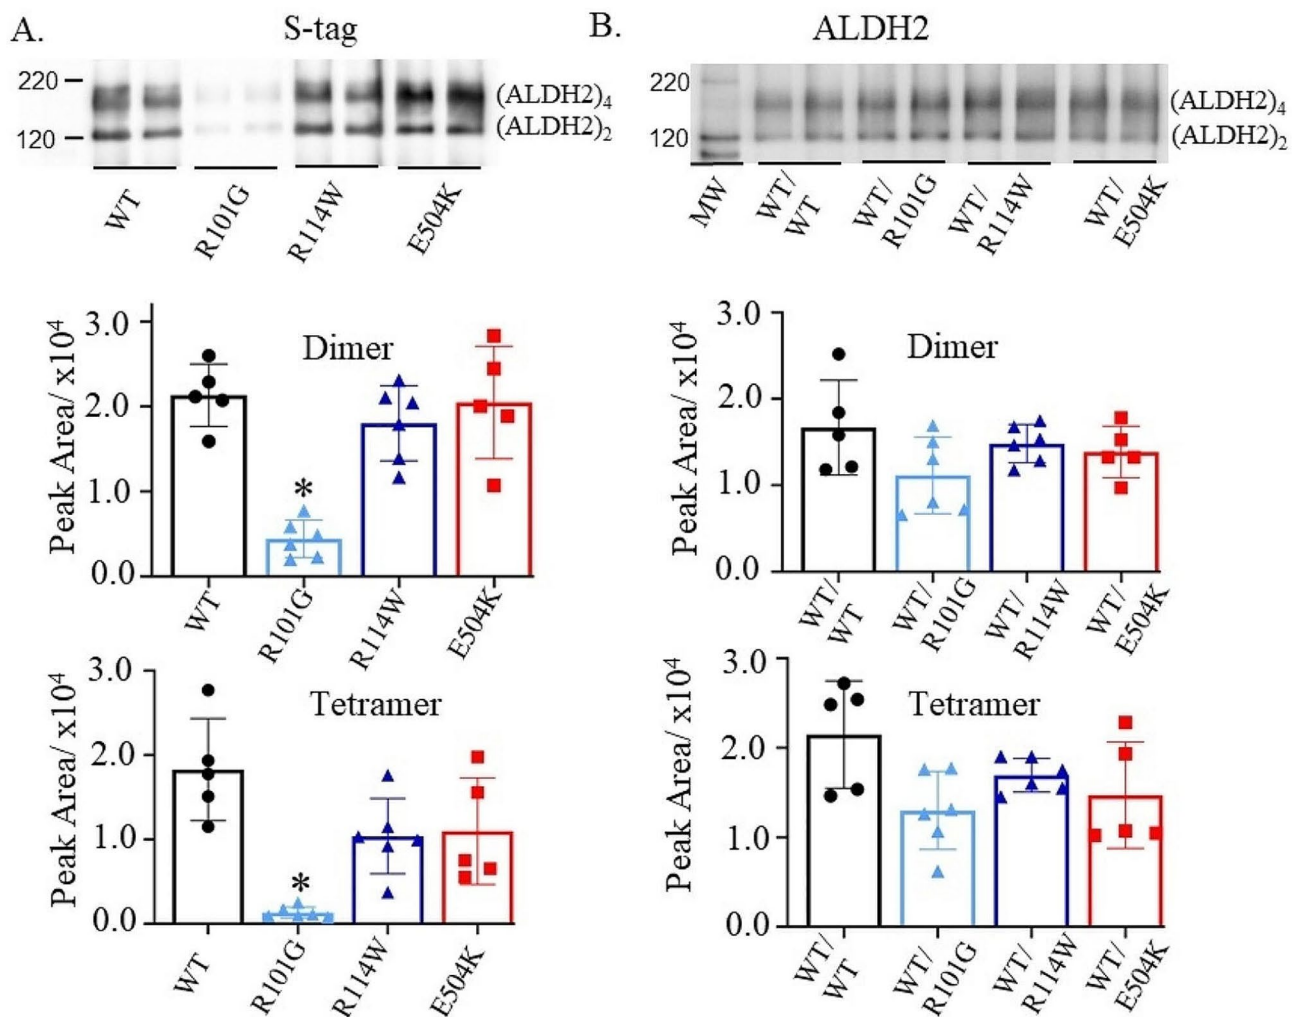 A.
S-tag
220
(ALDH2)₄
120
(ALDH2)₂
WT
R101G
R114W
E504K
B.
ALDH2
220
(ALDH2)₄
120
(ALDH2)₂
MW
WT/
WT
WT/
R101G
WT/
R114W
WT/
E504K
Peak Area/ x10⁴
Dimer
3.0
2.0
1.0
0.0
*
WT
R101G
R114W
E504K
Peak Area/ x10⁴
Dimer
3.0
2.0
1.0
0.0
WT/
WT
WT/
R101G
WT/
R114W
WT/
E504K
Peak Area/ x10⁴
Tetramer
3.0
2.0
1.0
0.0
*
WT
R101G
R114W
E504K
Peak Area/ x10⁴
Tetramer
3.0
2.0
1.0
0.0
WT/
WT
WT/
R101G
WT/
R114W
WT/
E504K